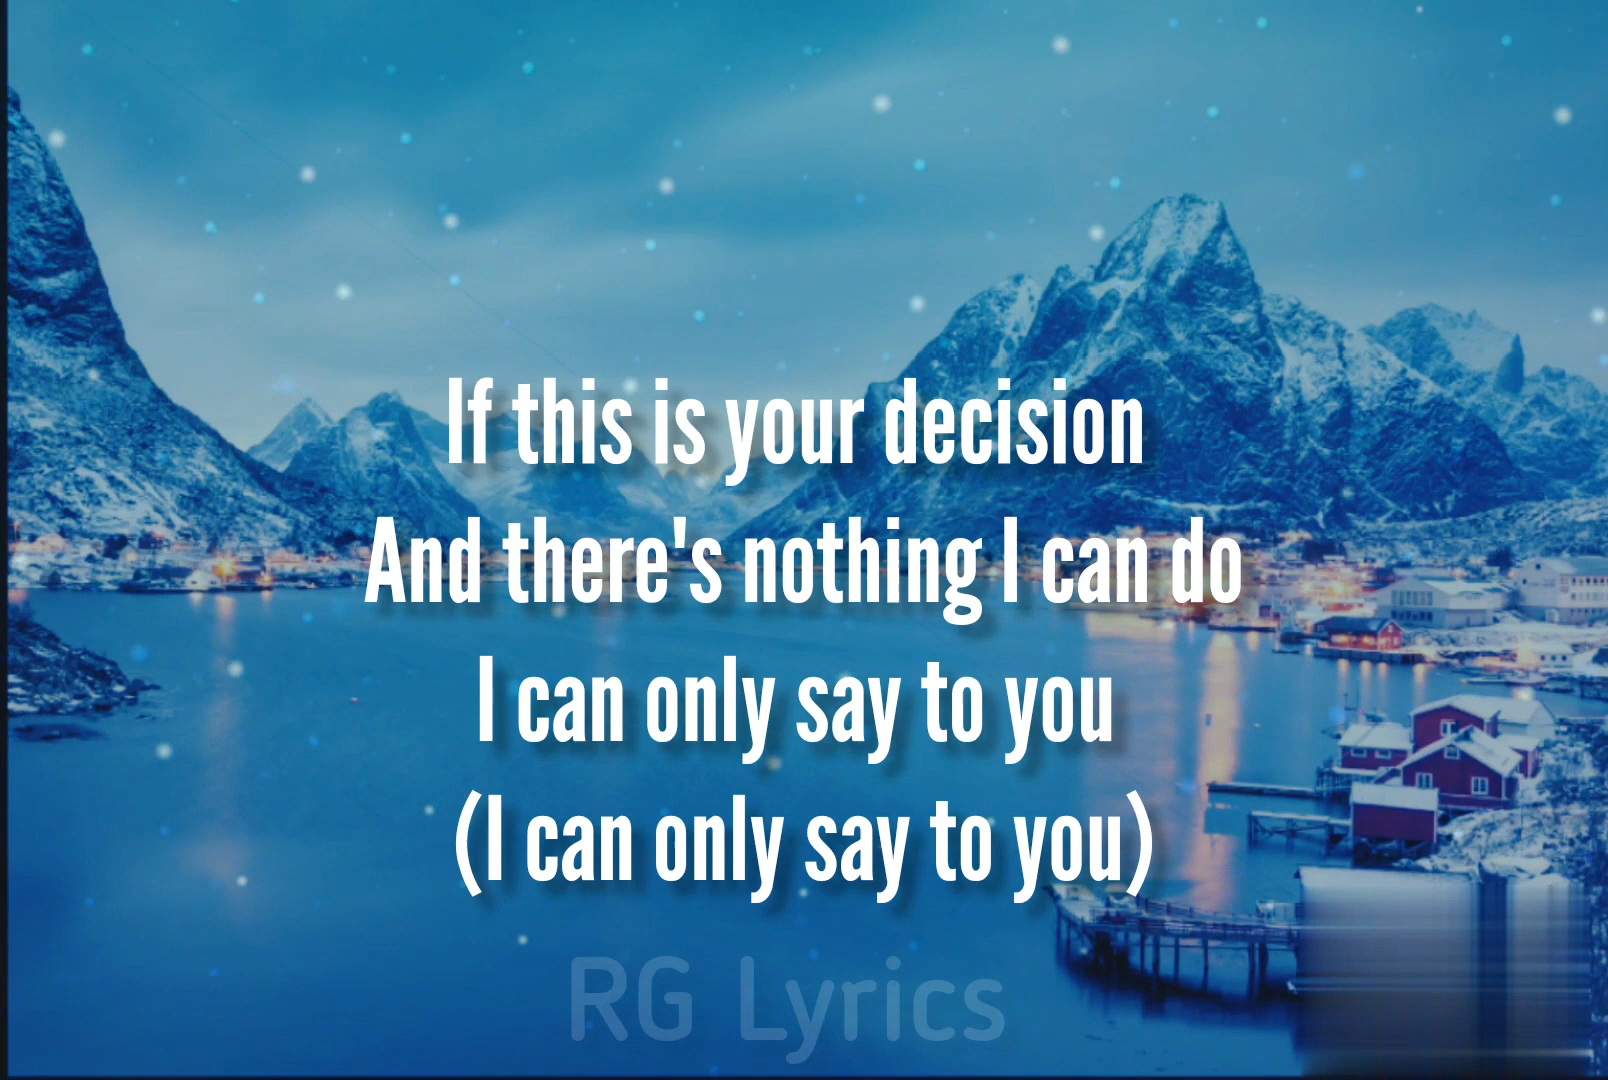 If this is your decision
And there's nothing I can do
I can only say to you
(I can only say to you)
RG Lyrics